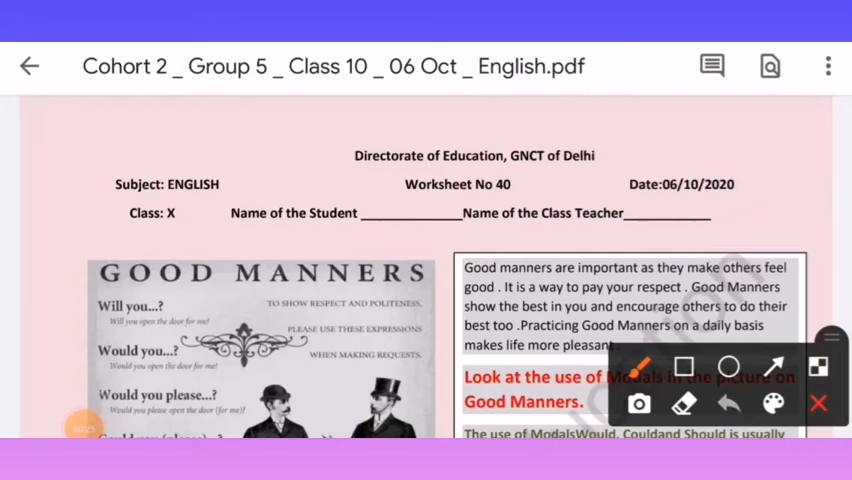 Cohort 2 _ Group 5 _ Class 10 _ 06 Oct _ English.pdf
Directorate of Education, GNCT of Delhi
Subject: ENGLISH Worksheet No 40 Date:06/10/2020
Class: X Name of the Student ____________Name of the Class Teacher___________
GOOD MANNERS
Will you...? TO SHOW RESPECT AND POLITENESS,
Will you open the door for me?
PLEASE USE THESE EXPRESSIONS
Would you...? WHEN MAKING REQUESTS.
Would you open the door for me?
Would you please...?
Would you please open the door (for me)?
Good manners are important as they make others feel
good . It is a way to pay your respect . Good Manners
show the best in you and encourage others to do their
best too .Practicing Good Manners on a daily basis
makes life more pleasant.
Look at the use of Modals in the picture on
Good Manners.
The use of ModalsWould, Couldand Should is usually
00:25